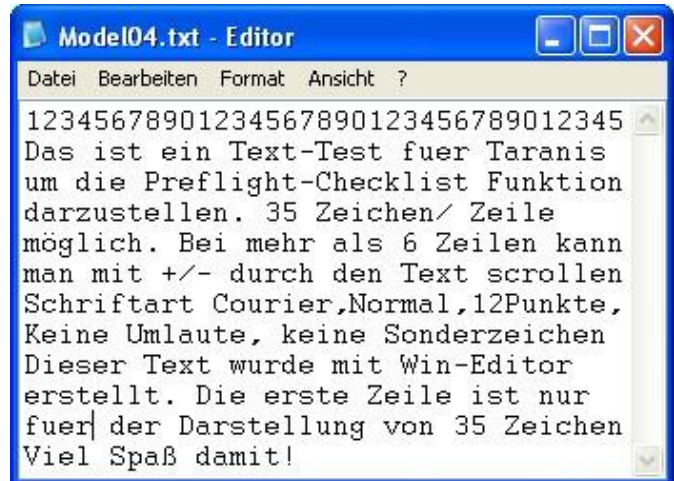 Model04.txt - Editor
Datei Bearbeiten Format Ansicht ?
12345678901234567890123456789012345
Das ist ein Text-Test fuer Taranis
um die Preflight-Checklist Funktion
darzustellen. 35 Zeichen/ Zeile
möglich. Bei mehr als 6 Zeilen kann
man mit +/- durch den Text scrollen
Schriftart Courier,Normal,12Punkte,
Keine Umlaute, keine Sonderzeichen
Dieser Text wurde mit Win-Editor
erstellt. Die erste Zeile ist nur
fuer der Darstellung von 35 Zeichen
Viel Spaß damit!